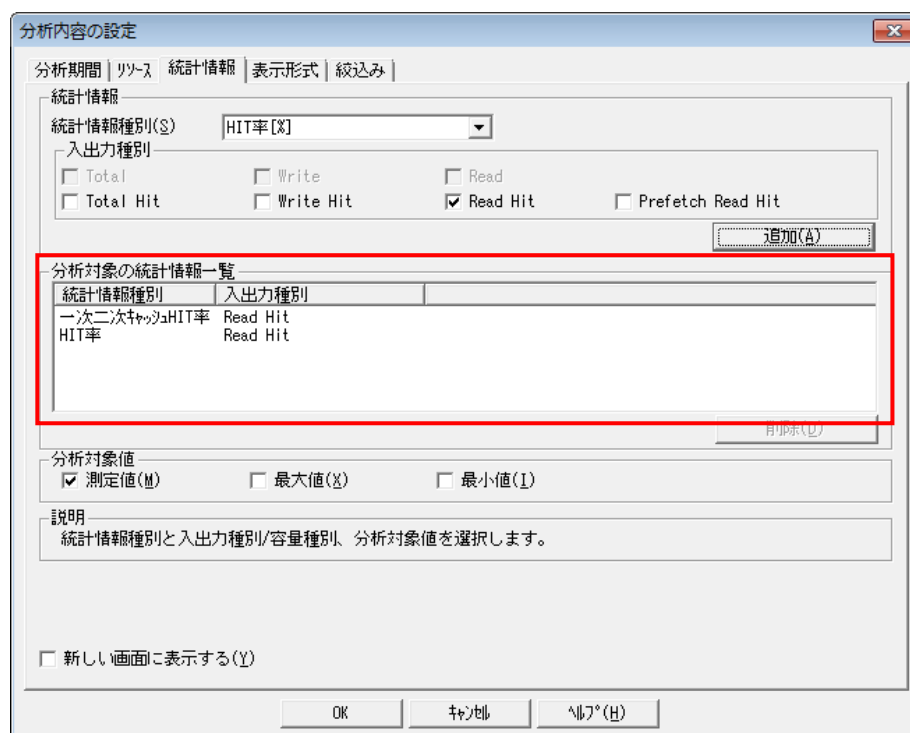 分析内容の設定
分析期間 ﾘｿｰｽ 統計情報 表示形式 絞込み
統計情報
統計情報種別(S) HIT率[%]
入出力種別
Total Write Read
Total Hit Write Hit Read Hit Prefetch Read Hit
追加(A)
分析対象の統計情報一覧
統計情報種別 入出力種別
一次二次ｷｬｯｼｭHIT率 Read Hit
HIT率 Read Hit
削除(D)
分析対象値
測定値(M) 最大値(X) 最小値(I)
説明
統計情報種別と入出力種別/容量種別、分析対象値を選択します。
新しい画面に表示する(Y)
OK ｷｬﾝｾﾙ ﾍﾙﾌﾟ(H)